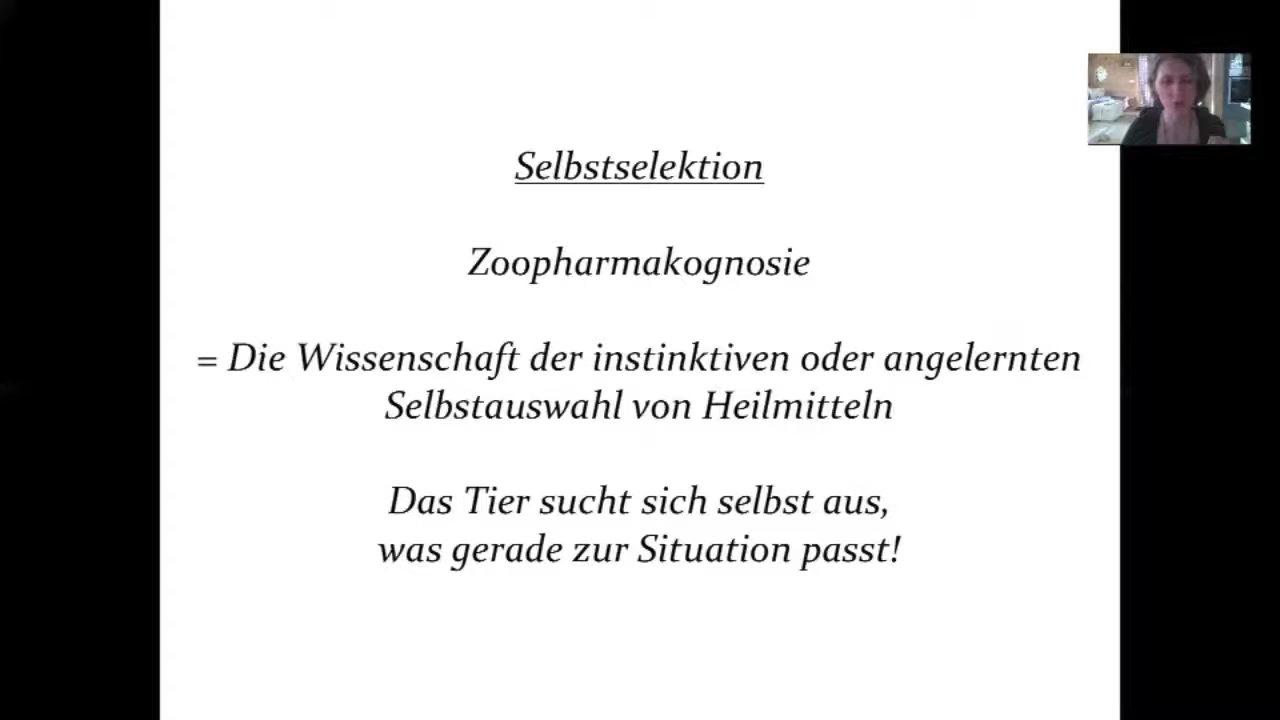 Selbstselektion
Zoopharmakognosie
= Die Wissenschaft der instinktiven oder angelernten
Selbstauswahl von Heilmitteln
Das Tier sucht sich selbst aus,
was gerade zur Situation passt!